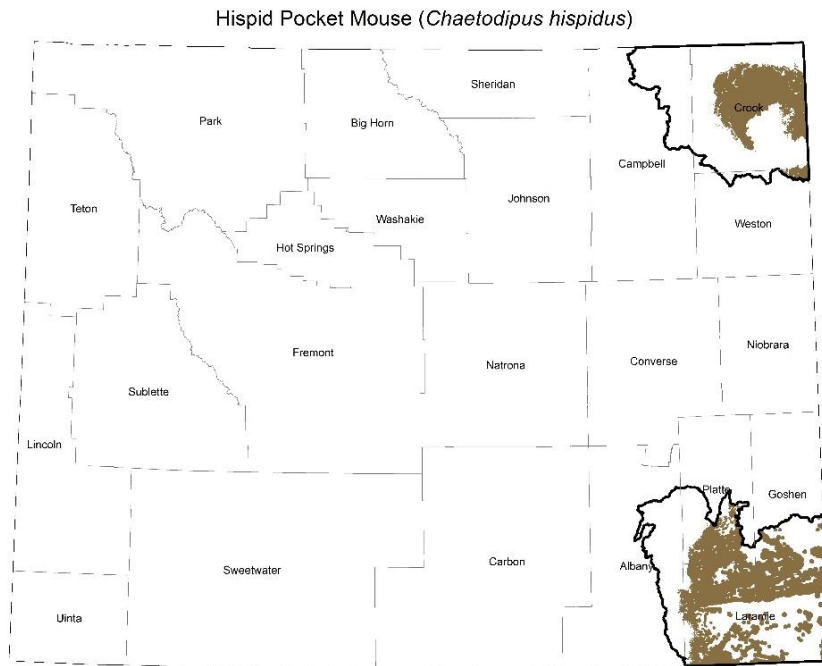 Hispid Pocket Mouse (Chaetodipus hispidus)
Sheridan
Park
Crook
Big Horn
Campbell
Teton
Johnson
Washakie
Weston
Hot Springs
Fremont
Niobrara
Natrona
Converse
Sublette
Lincoln
Platte
Goshen
Carbon
Albany
Sweetwater
Laramie
Uinta